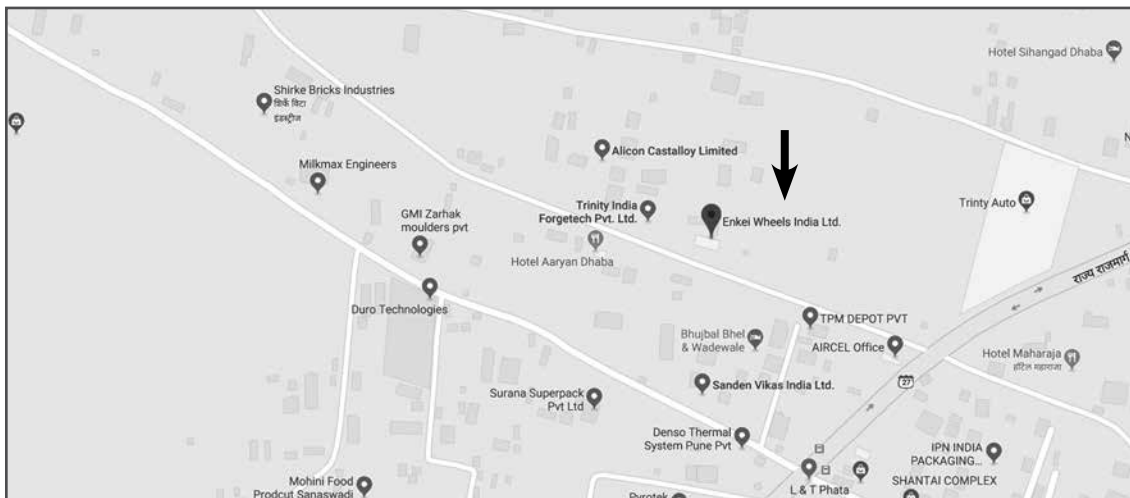 Hotel Sihangad Dhaba
Shirke Bricks Industries
शिर्के विटा
इंडस्ट्रीज
N
Alicon Castalloy Limited
Milkmax Engineers
Trinity India
Forgetech Pvt. Ltd.
Trinty Auto
GMI Zarhak
moulders pvt
Enkei Wheels India Ltd.
Hotel Aaryan Dhaba
राज्य राजमार्ग
Duro Technologies
TPM DEPOT PVT
Bhujbal Bhel
& Wadewale
AIRCEL Office
Hotel Maharaja
हॉटेल महाराजा
27
Sanden Vikas India Ltd.
Surana Superpack
Pvt Ltd
Denso Thermal
System Pune Pvt
IPN INDIA
PACKAGING...
Mohini Food
Prodcut Sanaswadi
L & T Phata
SHANTAI COMPLEX
Pyrotek